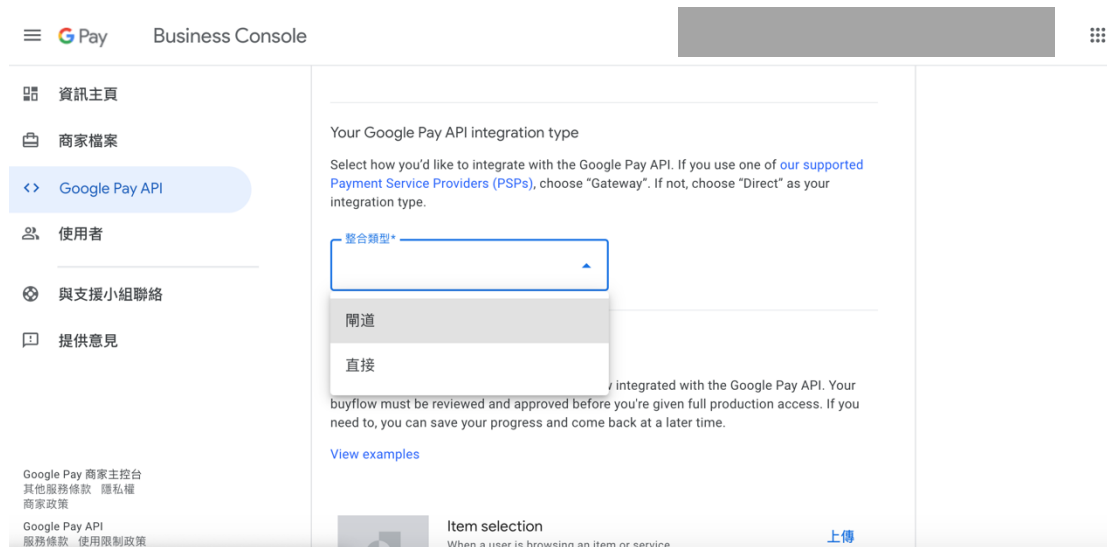 G Pay Business Console
資訊主頁
商家檔案
Google Pay API
使用者
與支援小組聯絡
提供意見
Google Pay 商家主控台
其他服務條款 隱私權
商家政策
Google Pay API
服務條款 使用限制政策
Your Google Pay API integration type
Select how you'd like to integrate with the Google Pay API. If you use one of our supported
Payment Service Providers (PSPs), choose “Gateway”. If not, choose “Direct” as your
integration type.
整合類型*
閘道
直接
integrated with the Google Pay API. Your
buyflow must be reviewed and approved before you're given full production access. If you
need to, you can save your progress and come back at a later time.
View examples
Item selection
When a user is browsing an item or service
上傳